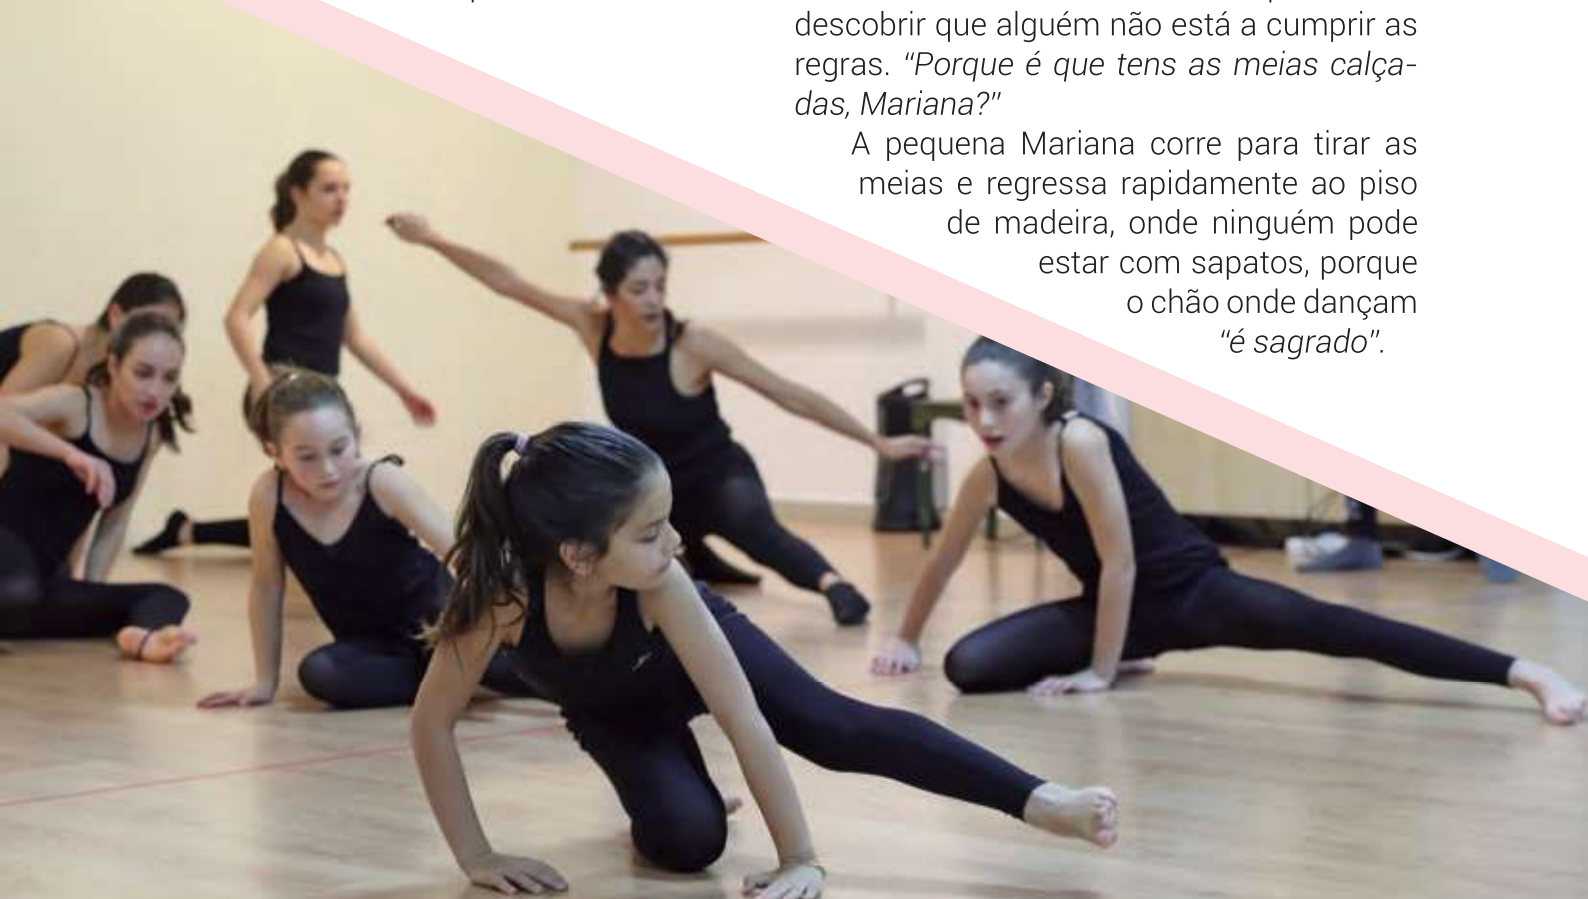 descobrir que alguém não está a cumprir as
regras. “Porque é que tens as meias calça-
das, Mariana?”
A pequena Mariana corre para tirar as
meias e regressa rapidamente ao piso
de madeira, onde ninguém pode
estar com sapatos, porque
o chão onde dançam
“é sagrado”.